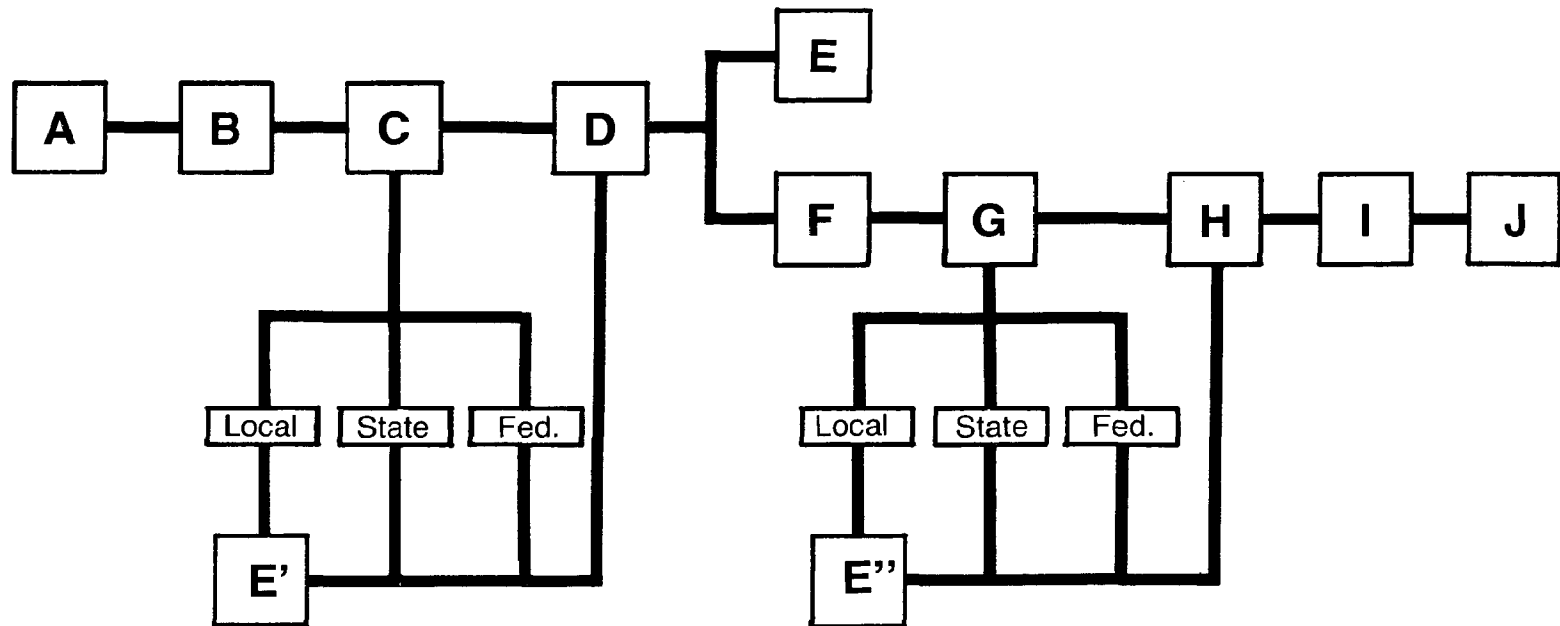 E
A B C D
F G H I J
Local State Fed. Local State Fed.
E' E''